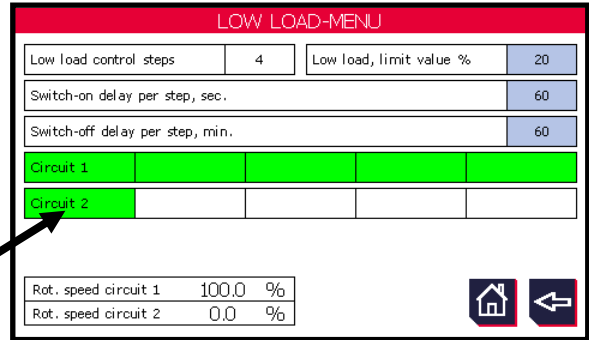 LOW LOAD-MENU
Low load control steps 4 Low load, limit value % 20
Switch-on delay per step, sec. 60
Switch-off delay per step, min. 60
Circuit 1
Circuit 2
Rot. speed circuit 1 100.0 %
Rot. speed circuit 2 0.0 %